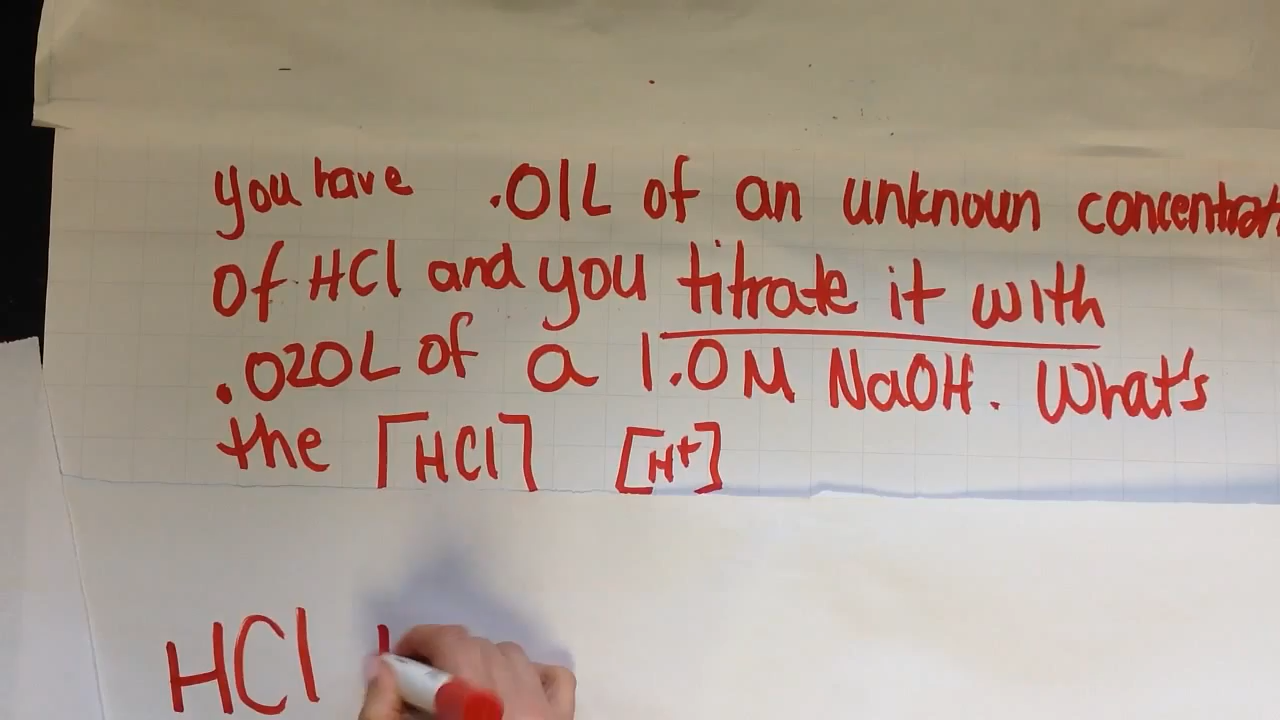 you have .01L of an unknown concentrat
of HCl and you titrate it with
.020L of a 1.0M NaOH. What's
the [HCl] [H+]
HCl